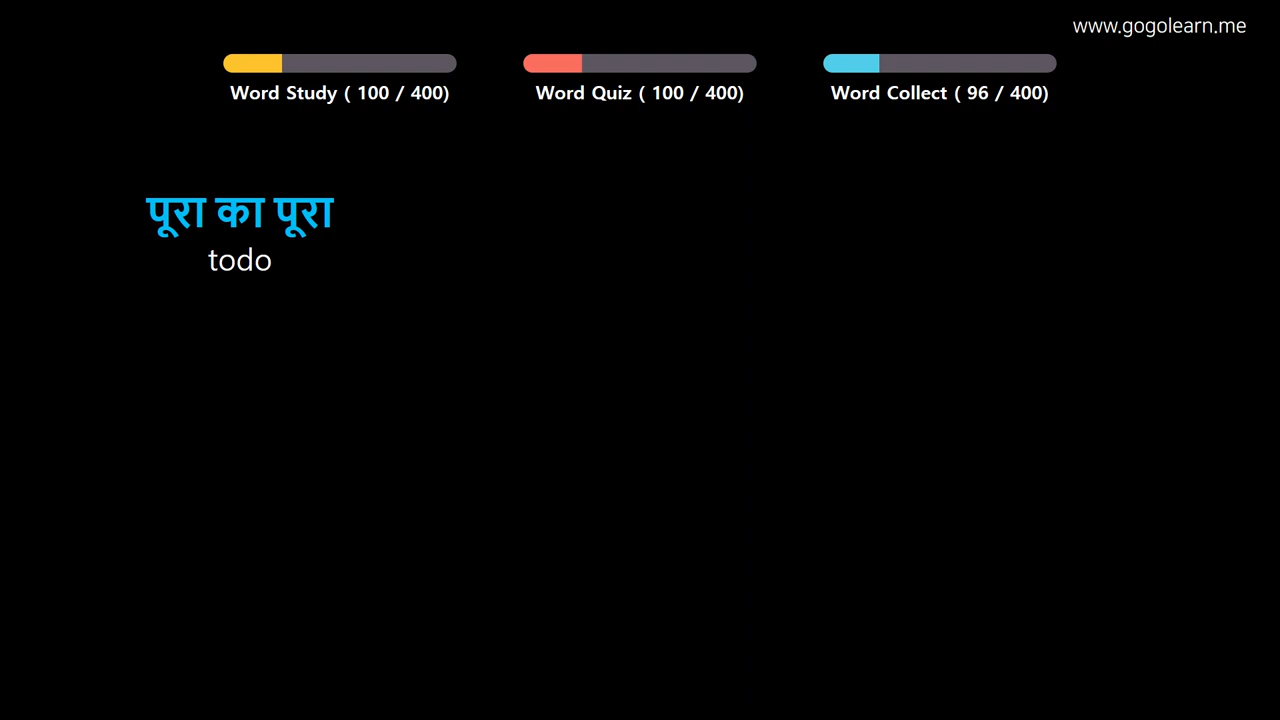 www.gogolearn.me
Word Study ( 100 / 400)
Word Quiz ( 100 / 400)
Word Collect ( 96 / 400)
पूरा का पूरा
todo